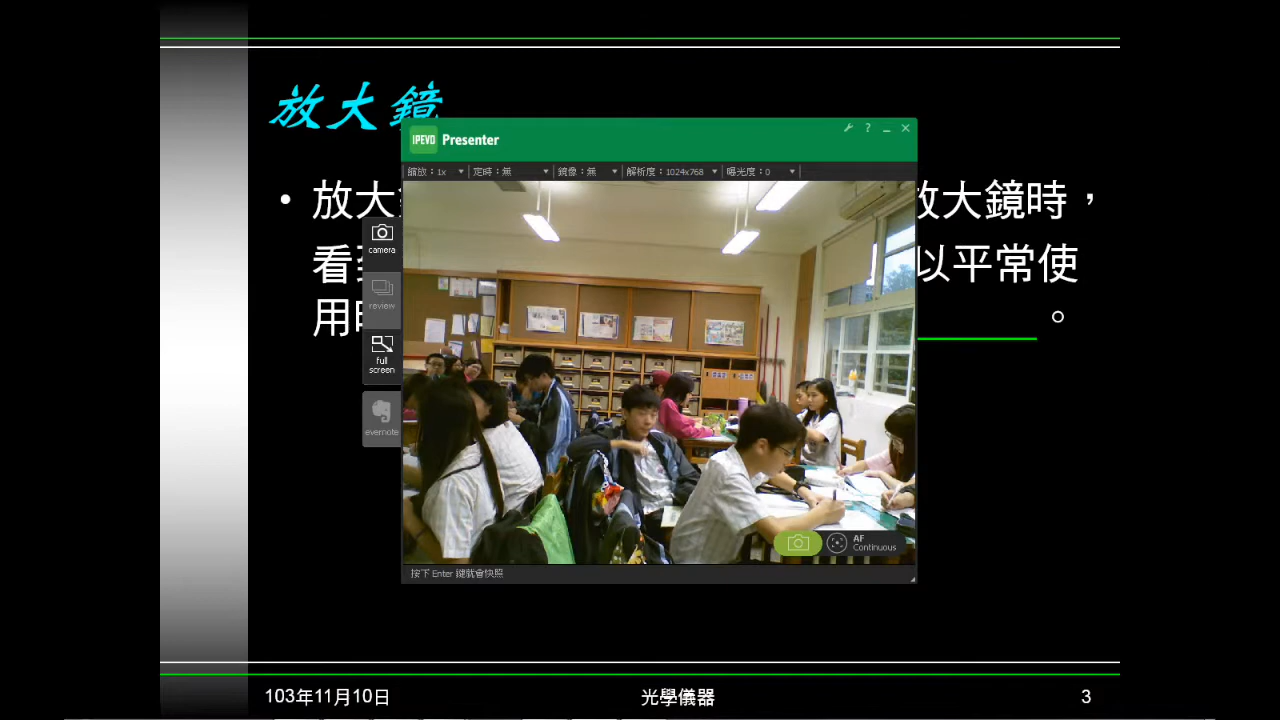 放大鏡
IPEVO Presenter
縮放：1x 定時：無 鏡像：無 解析度：1024x768 曝光度：0
• 放大 放大鏡時，
camera
看 以平常使
review
用 。
full
screen
evernote
AF
Continuous
按下 Enter 鍵就會快照
103年11月10日 光學儀器 3